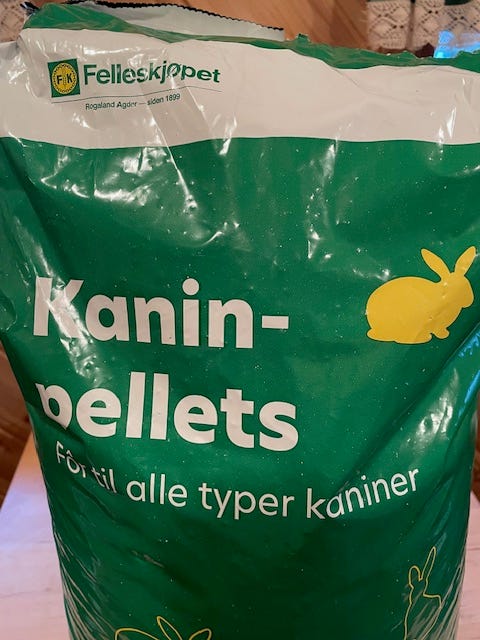 FK
Felleskjøpet
Rogaland Agder – siden 1899
Kanin-
pellets
Fôr til alle typer kaniner